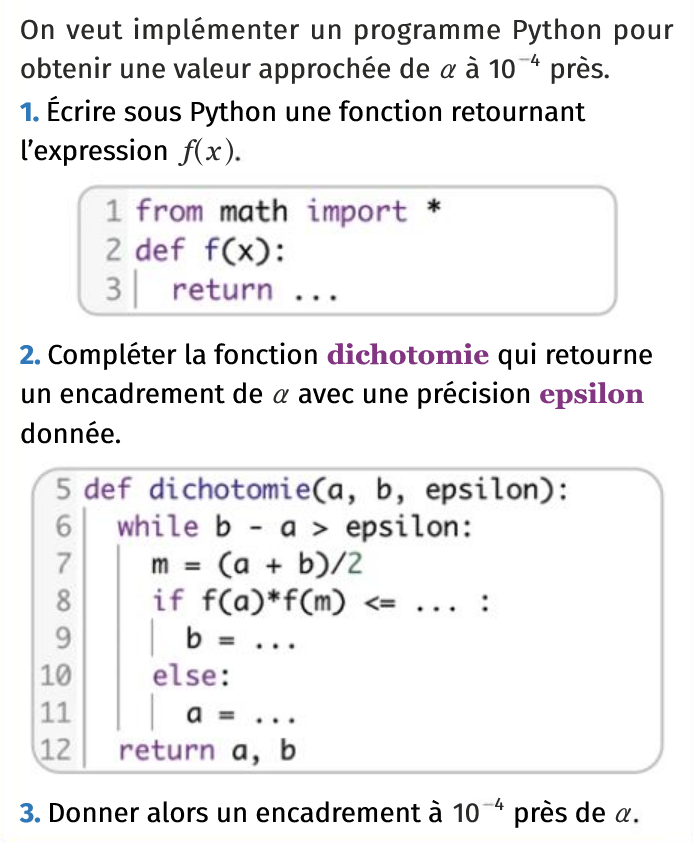 On veut implémenter un programme Python pour
obtenir une valeur approchée de α à 10⁻⁴ près.
1. Écrire sous Python une fonction retournant
l'expression f(x).
1 from math import *
2 def f(x):
3 return ...
2. Compléter la fonction dichotomie qui retourne
un encadrement de α avec une précision epsilon
donnée.
5 def dichotomie(a, b, epsilon):
6 while b - a > epsilon:
7 m = (a + b)/2
8 if f(a)*f(m) <= ... :
9 b = ...
10 else:
11 a = ...
12 return a, b
3. Donner alors un encadrement à 10⁻⁴ près de α.